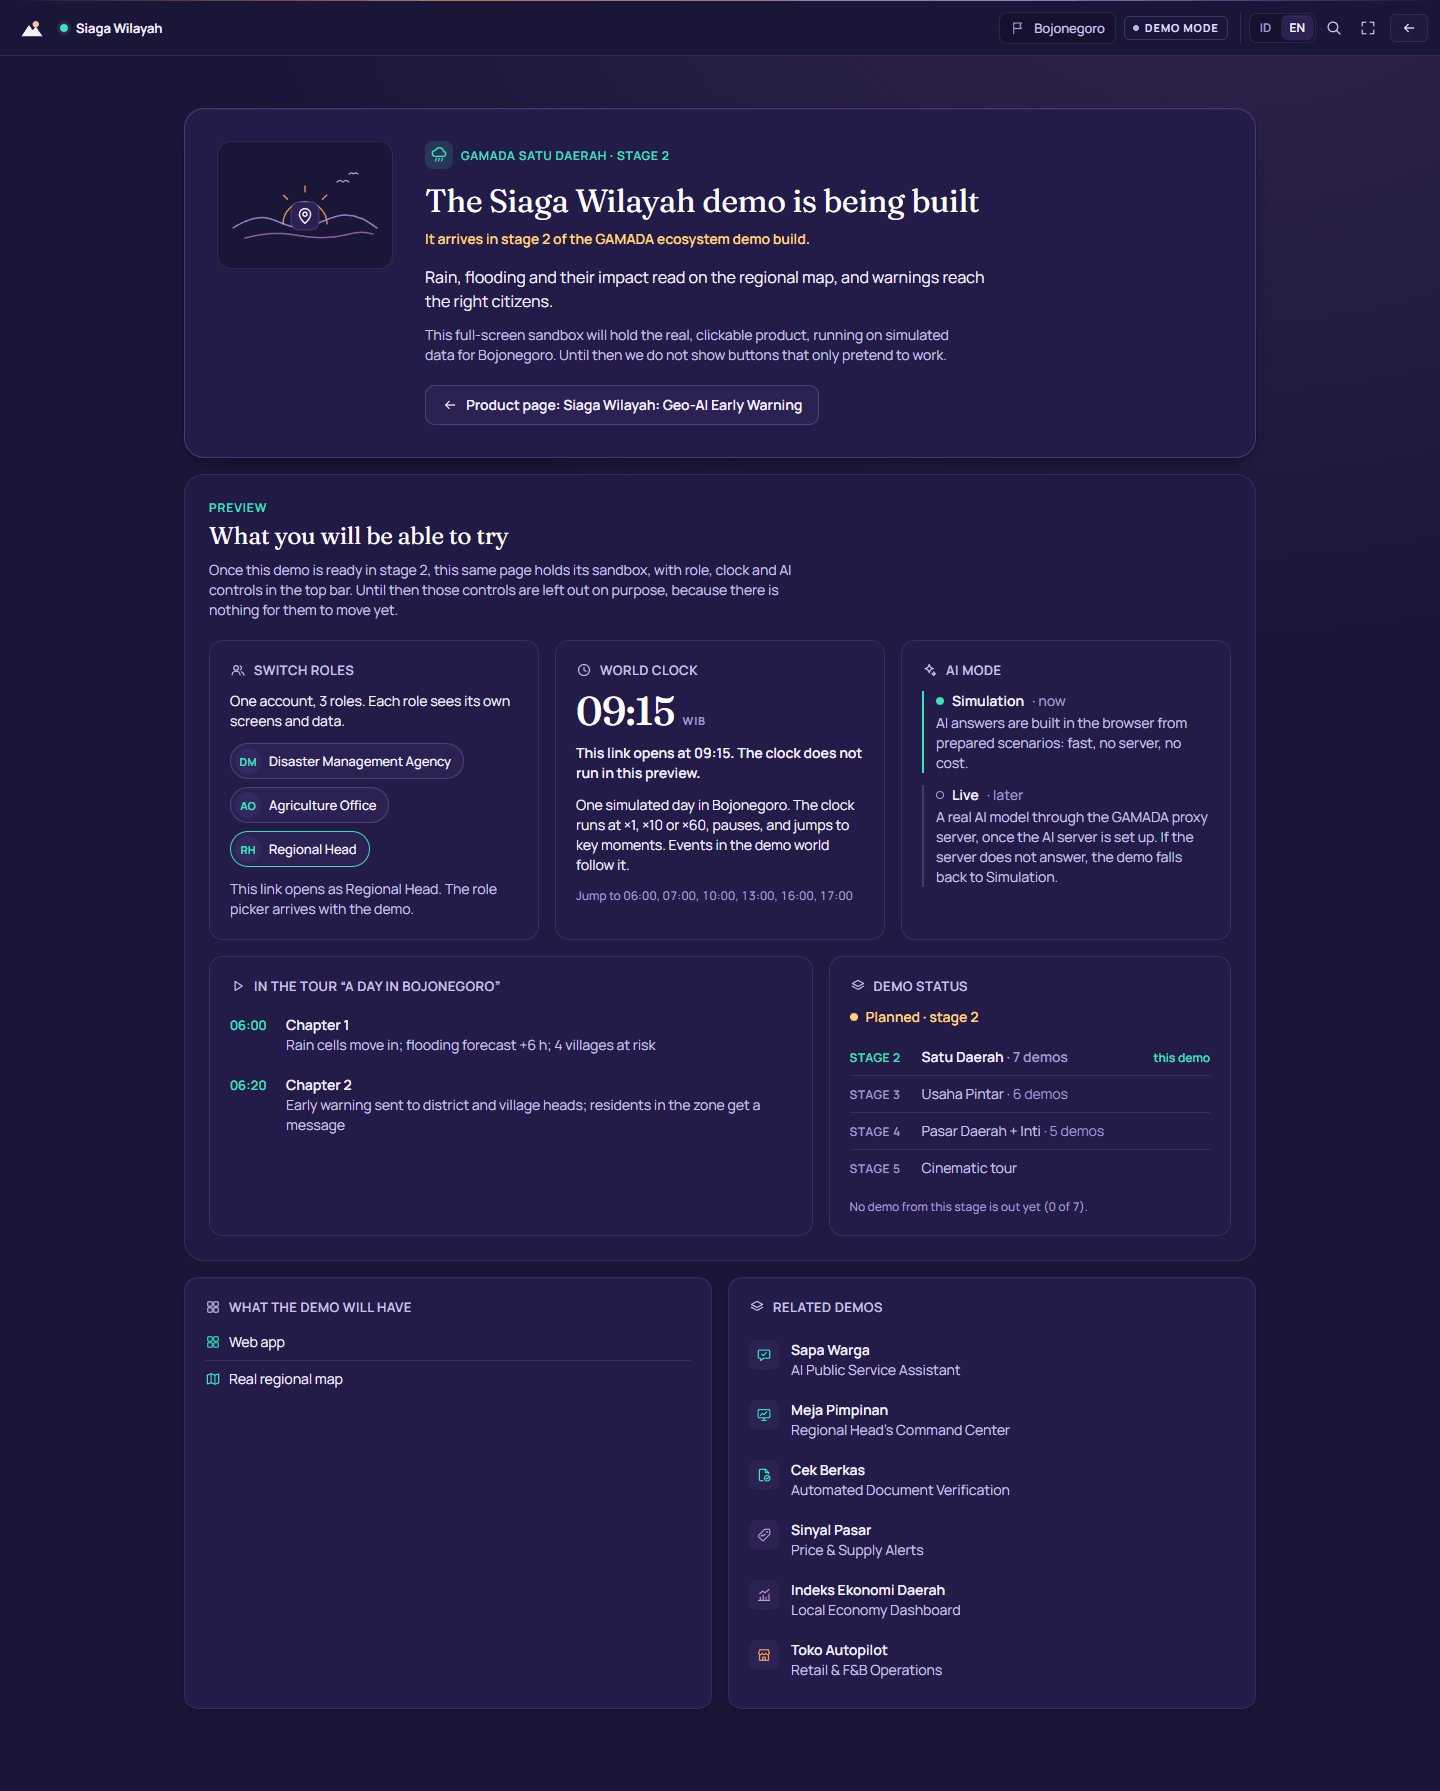 Siaga Wilayah
Bojonegoro
DEMO MODE
ID
EN
GAMADA SATU DAERAH · STAGE 2
The Siaga Wilayah demo is being built
It arrives in stage 2 of the GAMADA ecosystem demo build.
Rain, flooding and their impact read on the regional map, and warnings reach
the right citizens.
This full-screen sandbox will hold the real, clickable product, running on simulated
data for Bojonegoro. Until then we do not show buttons that only pretend to work.
← Product page: Siaga Wilayah: Geo-AI Early Warning
PREVIEW
What you will be able to try
Once this demo is ready in stage 2, this same page holds its sandbox, with role, clock and AI
controls in the top bar. Until then those controls are left out on purpose, because there is
nothing for them to move yet.
SWITCH ROLES
One account, 3 roles. Each role sees its own
screens and data.
DM Disaster Management Agency
AO Agriculture Office
RH Regional Head
This link opens as Regional Head. The role
picker arrives with the demo.
WORLD CLOCK
09:15 WIB
This link opens at 09:15. The clock does not
run in this preview.
One simulated day in Bojonegoro. The clock
runs at ×1, ×10 or ×60, pauses, and jumps to
key moments. Events in the demo world
follow it.
Jump to 06:00, 07:00, 10:00, 13:00, 16:00, 17:00
AI MODE
Simulation · now
AI answers are built in the browser from
prepared scenarios: fast, no server, no
cost.
Live · later
A real AI model through the GAMADA proxy
server, once the AI server is set up. If the
server does not answer, the demo falls
back to Simulation.
IN THE TOUR “A DAY IN BOJONEGORO”
06:00 Chapter 1
Rain cells move in; flooding forecast +6 h; 4 villages at risk
06:20 Chapter 2
Early warning sent to district and village heads; residents in the zone get a
message
DEMO STATUS
Planned · stage 2
STAGE 2 Satu Daerah · 7 demos this demo
STAGE 3 Usaha Pintar · 6 demos
STAGE 4 Pasar Daerah + Inti · 5 demos
STAGE 5 Cinematic tour
No demo from this stage is out yet (0 of 7).
WHAT THE DEMO WILL HAVE
Web app
Real regional map
RELATED DEMOS
Sapa Warga
AI Public Service Assistant
Meja Pimpinan
Regional Head’s Command Center
Cek Berkas
Automated Document Verification
Sinyal Pasar
Price & Supply Alerts
Indeks Ekonomi Daerah
Local Economy Dashboard
Toko Autopilot
Retail & F&B Operations